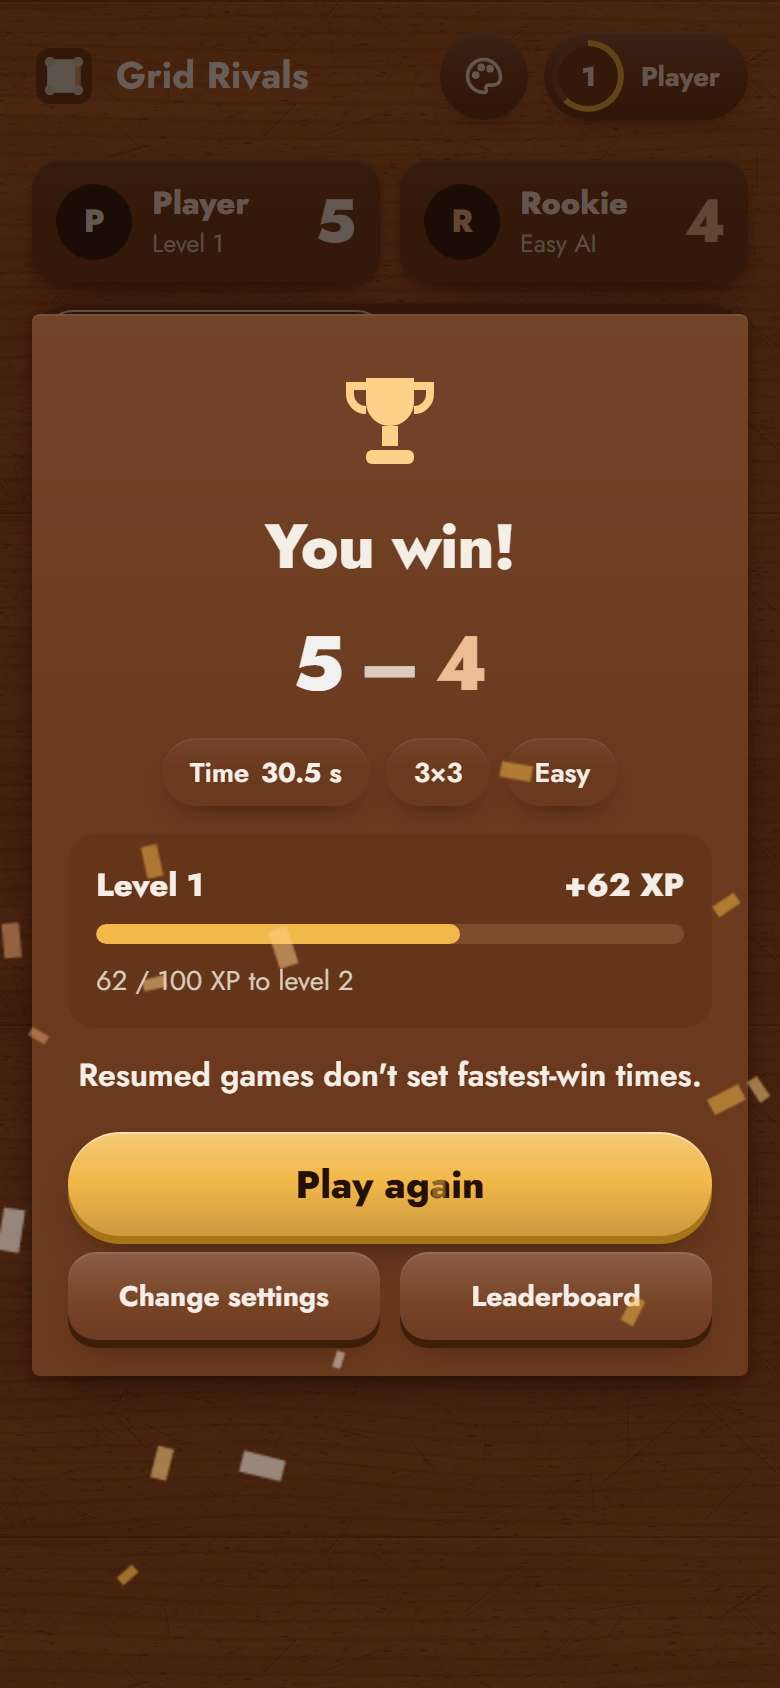 Grid Rivals
1 Player
P Player 5
Level 1
R Rookie 4
Easy AI
You win!
5 – 4
Time 30.5 s 3×3 Easy
Level 1 +62 XP
62 / 100 XP to level 2
Resumed games don't set fastest-win times.
Play again
Change settings Leaderboard